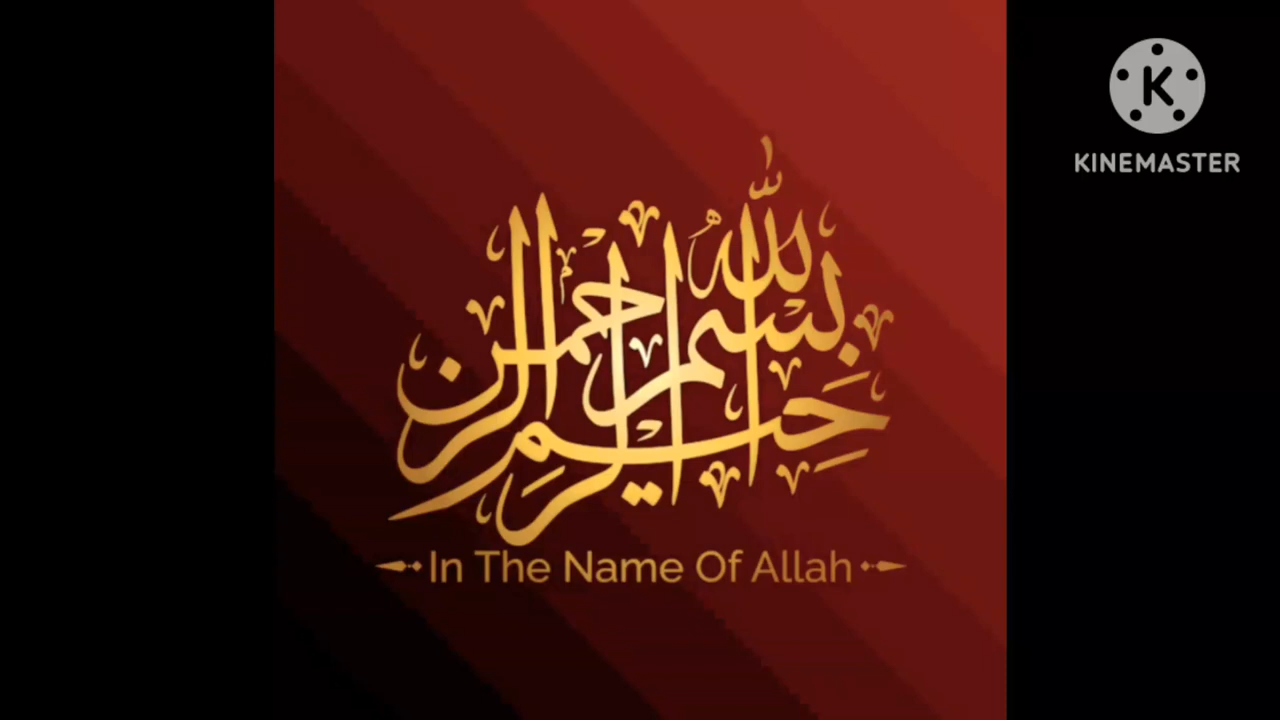 بسم الله الرحمن الرحيم
In The Name Of Allah
K
KINEMASTER